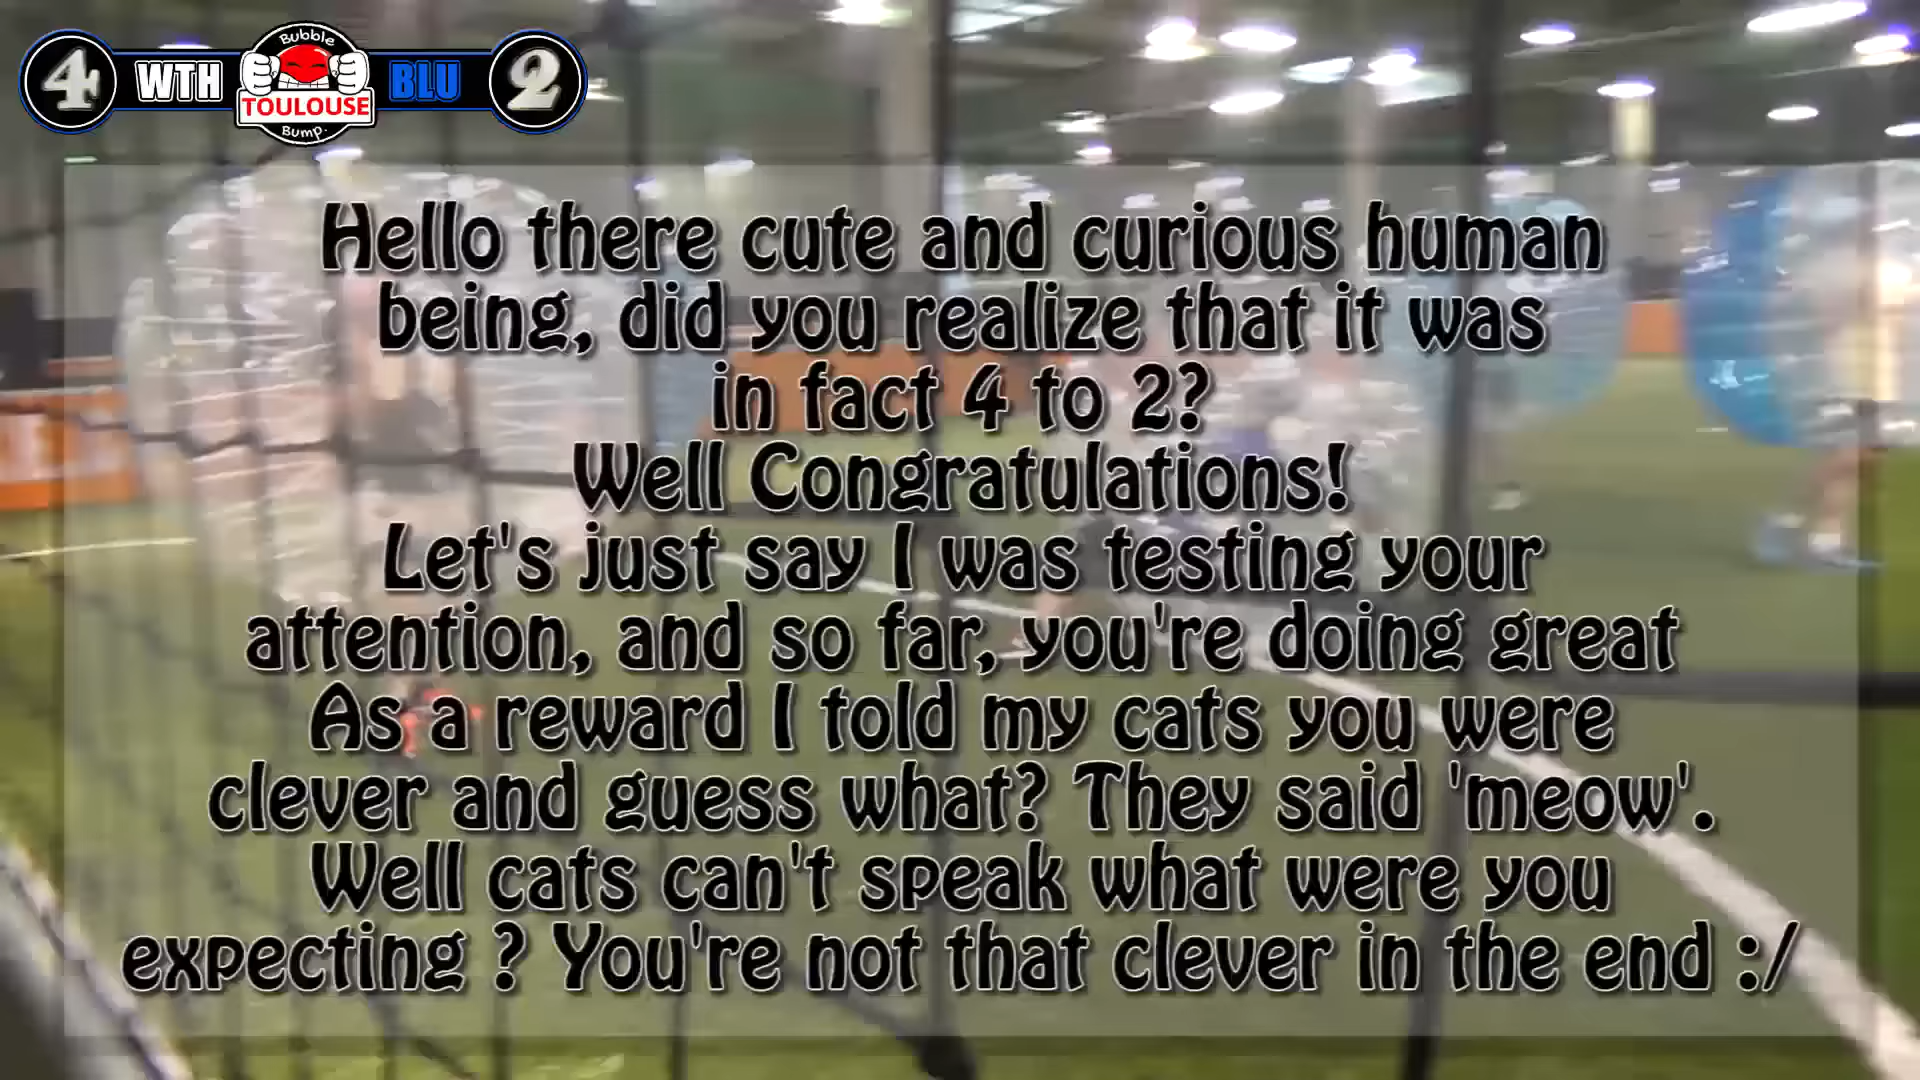 4 WTH Bubble TOULOUSE Bump. BLU 2
Hello there cute and curious human
being, did you realize that it was
in fact 4 to 2?
Well Congratulations!
Let's just say I was testing your
attention, and so far, you're doing great
As a reward I told my cats you were
clever and guess what? They said 'meow'.
Well cats can't speak what were you
expecting ? You're not that clever in the end :/